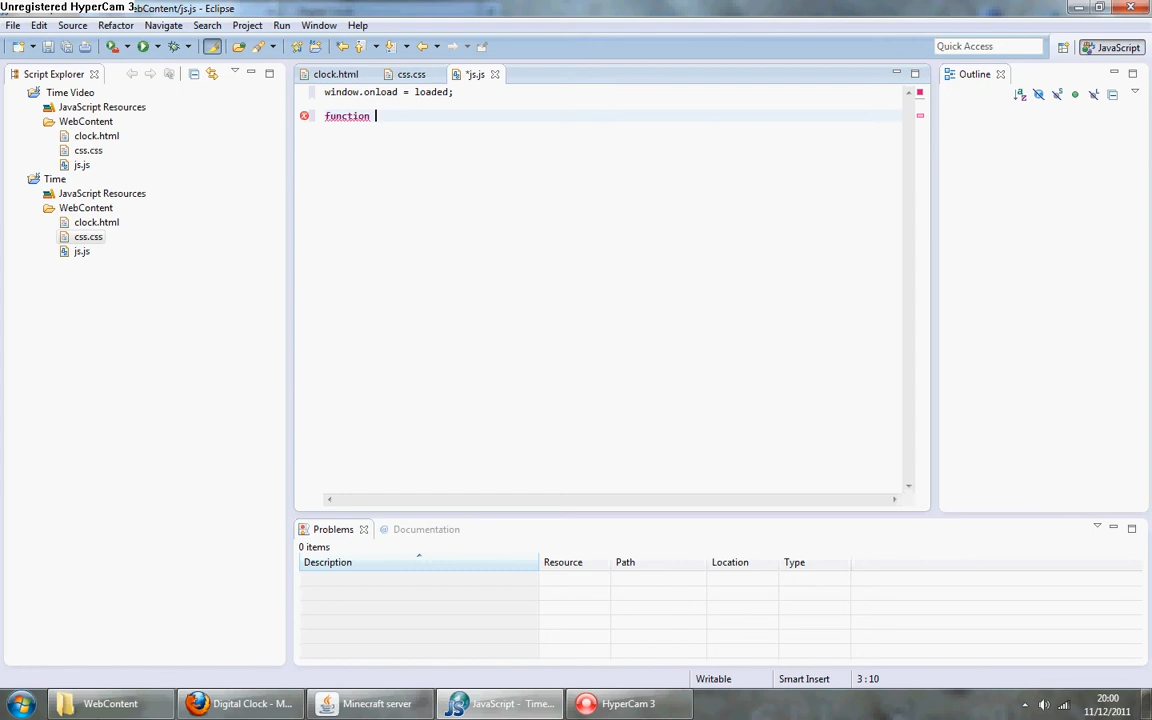 Unregistered HyperCam 3
ebContent/js.js - Eclipse
File Edit Source Refactor Navigate Search Project Run Window Help
Quick Access
JavaScript
Script Explorer
Time Video
JavaScript Resources
WebContent
clock.html
css.css
js.js
Time
JavaScript Resources
WebContent
clock.html
css.css
js.js
clock.html css.css *js.js
window.onload = loaded;
function
Outline
Problems @ Documentation
0 items
Description Resource Path Location Type
Writable Smart Insert 3 : 10
WebContent Digital Clock - M... Minecraft server JavaScript - Time... HyperCam 3
20:00
11/12/2011